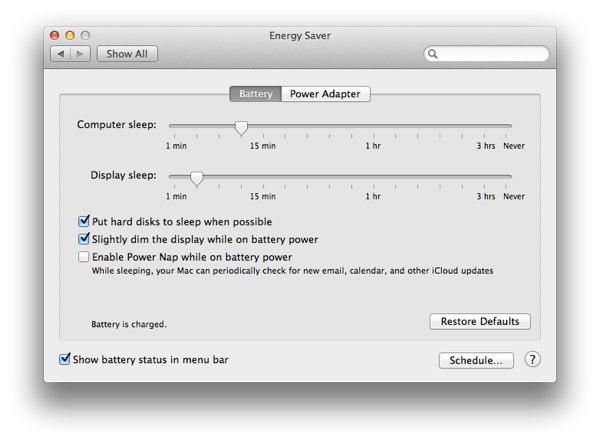 Energy Saver
Show All
Battery Power Adapter
Computer sleep:
1 min 15 min 1 hr 3 hrs Never
Display sleep:
1 min 15 min 1 hr 3 hrs Never
Put hard disks to sleep when possible
Slightly dim the display while on battery power
Enable Power Nap while on battery power
While sleeping, your Mac can periodically check for new email, calendar, and other iCloud updates
Battery is charged.
Restore Defaults
Show battery status in menu bar
Schedule... ?